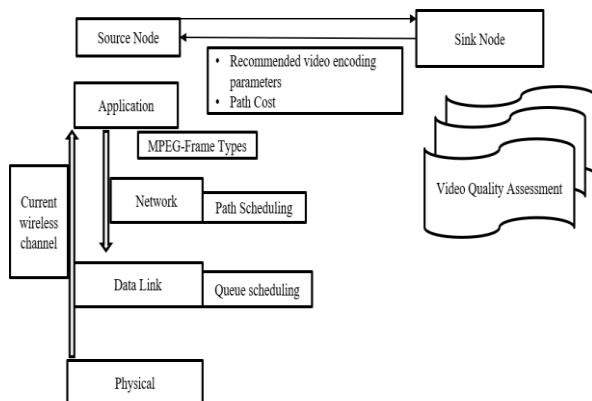 Source Node
Sink Node
• Recommended video encoding
parameters
• Path Cost
Application
MPEG-Frame Types
Current
wireless
channel
Network
Path Scheduling
Video Quality Assessment
Data Link
Queue scheduling
Physical